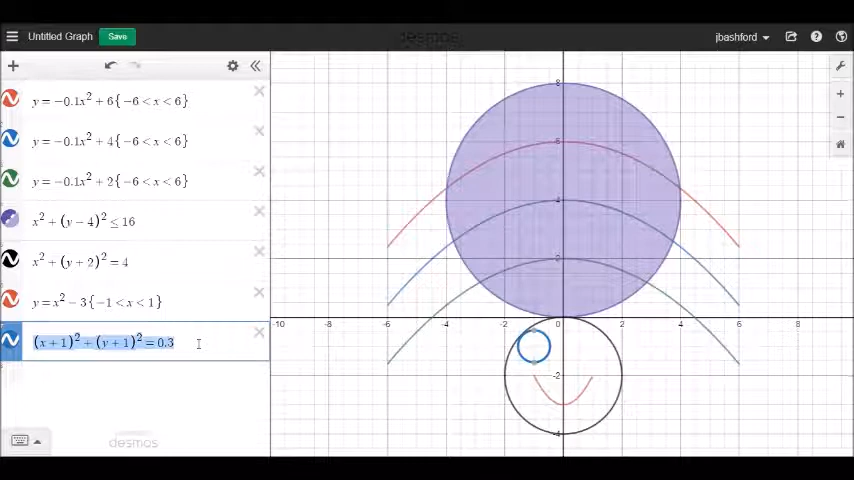 Untitled Graph
Save
desmos
jbashford
y = −0.1x² + 6{−6 < x < 6}
y = −0.1x² + 4{−6 < x < 6}
y = −0.1x² + 2{−6 < x < 6}
x² + (y − 4)² ≤ 16
x² + (y + 2)² = 4
y = x² − 3{−1 < x < 1}
(x + 1)² + (y + 1)² = 0.3
desmos
8
6
4
2
-10 -8 -6 -4 -2 0 2 4 6 8
-2
-4